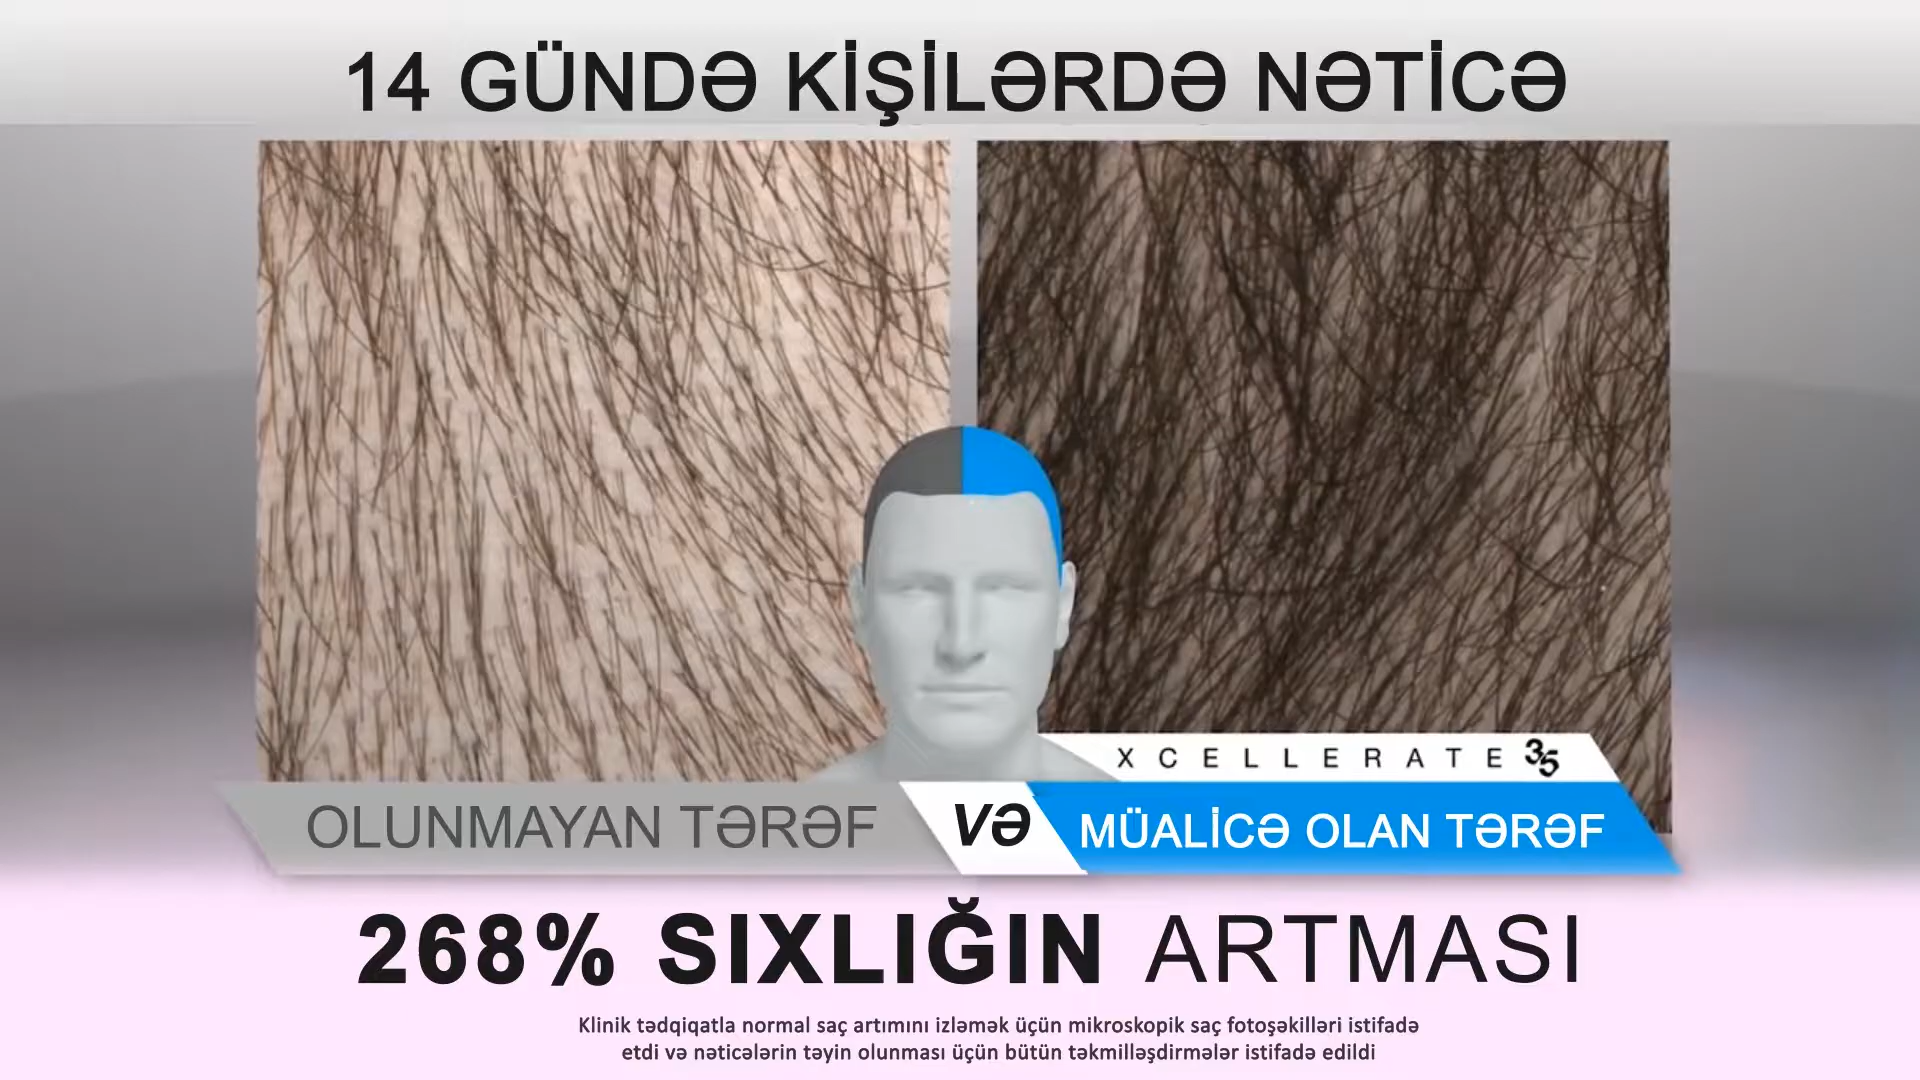 14 GÜNDƏ KİŞİLƏRDƏ NƏTİCƏ
XCELLERATE 35
OLUNMAYAN TƏRƏF VƏ MÜALİCƏ OLAN TƏRƏF
268% SIXLIĞIN ARTMASI
Klinik tədqiqatla normal saç artımını izləmək üçün mikroskopik saç fotoşəkilləri istifadə
etdi və nəticələrin təyin olunması üçün bütün təkmilləşdirmələr istifadə edildi